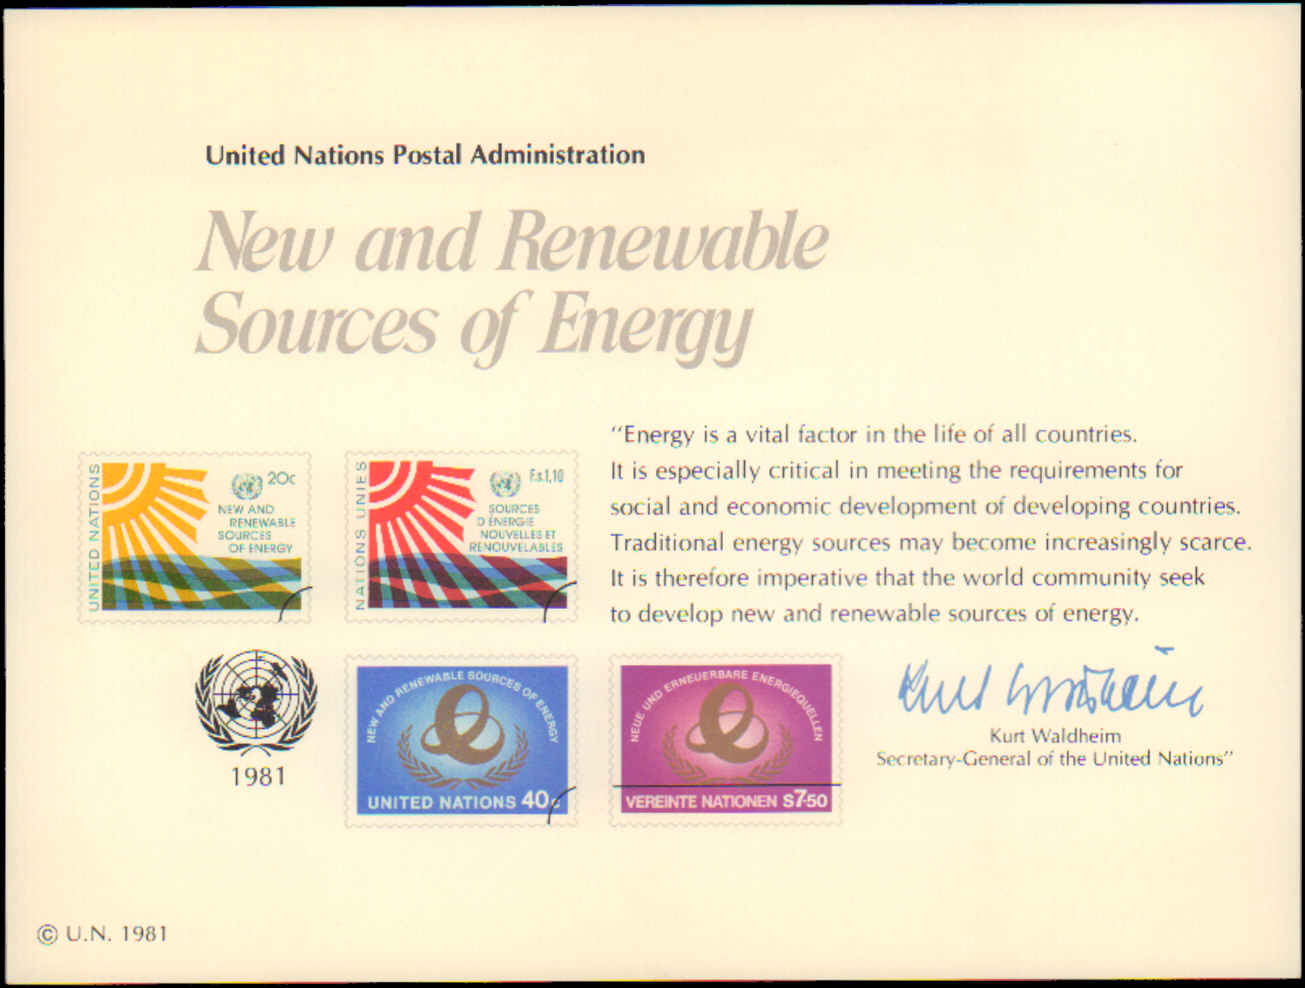 United Nations Postal Administration
New and Renewable
Sources of Energy
"Energy is a vital factor in the life of all countries.
It is especially critical in meeting the requirements for
social and economic development of developing countries.
Traditional energy sources may become increasingly scarce.
It is therefore imperative that the world community seek
to develop new and renewable sources of energy.
UNITED NATIONS
20c
NEW AND
RENEWABLE
SOURCES
OF ENERGY
NATIONS UNIES
F.s.1,10
SOURCES
D'ÉNERGIE
NOUVELLES ET
RENOUVELABLES
NEW AND RENEWABLE SOURCES OF ENERGY
UNITED NATIONS 40c
NEUE UND ERNEUERBARE ENERGIEQUELLEN
VEREINTE NATIONEN S7.50
Kurt Waldheim
Kurt Waldheim
Secretary-General of the United Nations"
1981
© U.N. 1981